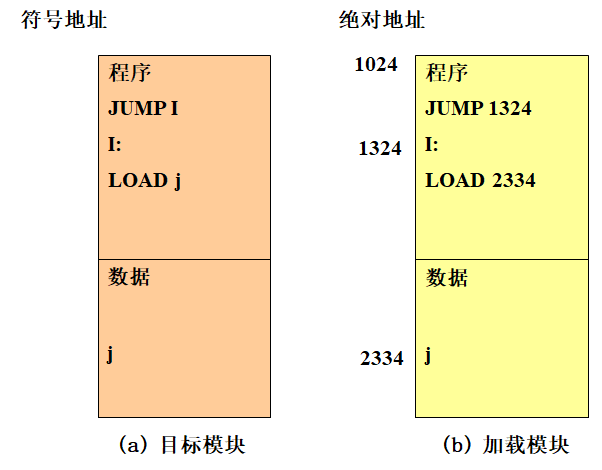 符号地址
程序
JUMP I
I:
LOAD j
数据
j
(a) 目标模块
绝对地址
1024
程序
JUMP 1324
1324
I:
LOAD 2334
数据
2334
j
(b) 加载模块